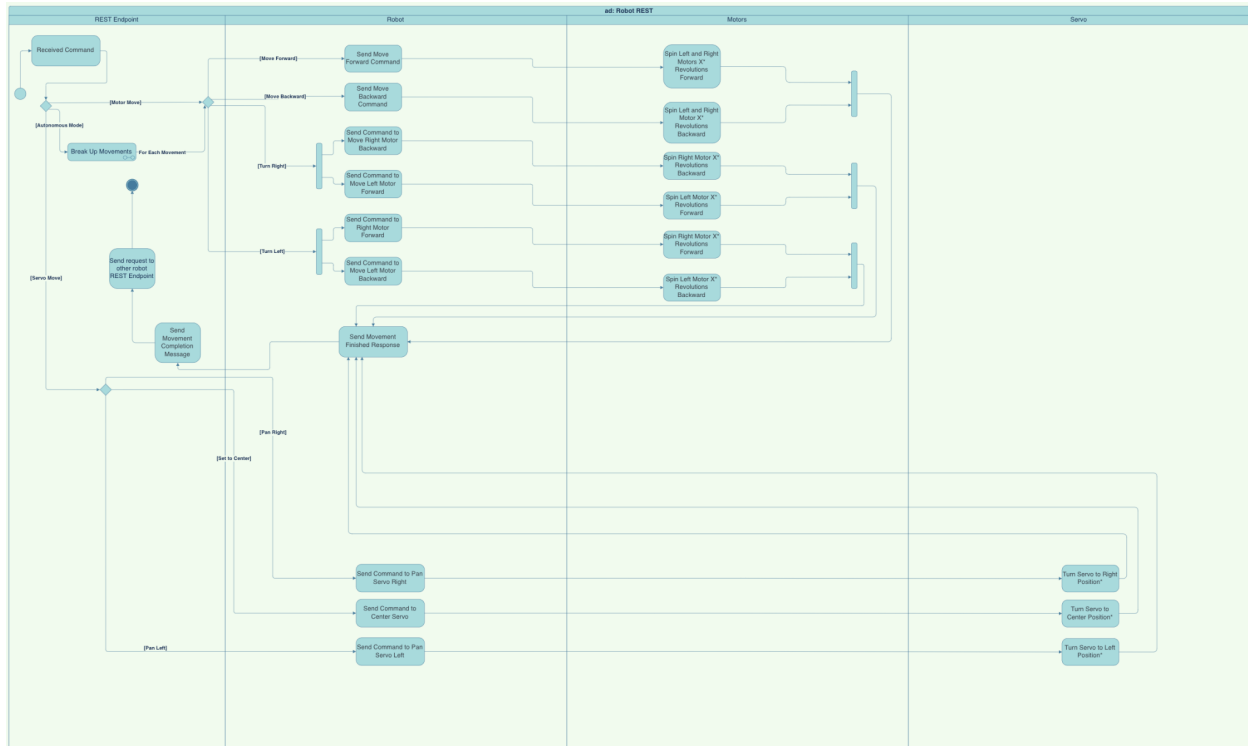 ad: Robot REST
REST Endpoint
Robot
Motors
Servo
Received Command
[Motor Move]
[Autonomous Mode]
Break Up Movements
For Each Movement
[Servo Move]
Send request to
other robot
REST Endpoint
Send
Movement
Completion
Message
[Move Forward]
[Move Backward]
[Turn Right]
[Turn Left]
Send Move
Forward Command
Send Move
Backward
Command
Send Command to
Move Right Motor
Backward
Send Command to
Move Left Motor
Forward
Send Command to
Right Motor
Forward
Send Command to
Move Left Motor
Backward
Send Movement
Finished Response
Spin Left and Right
Motors X°
Revolutions
Forward
Spin Left and Right
Motor X°
Revolutions
Backward
Spin Right Motor X°
Revolutions
Backward
Spin Left Motor X°
Revolutions
Forward
Spin Right Motor X°
Revolutions
Forward
Spin Left Motor X°
Revolutions
Backward
[Pan Right]
[Set to Center]
[Pan Left]
Send Command to Pan
Servo Right
Send Command to
Center Servo
Send Command to Pan
Servo Left
Turn Servo to Right
Position°
Turn Servo to
Center Position°
Turn Servo to Left
Position°